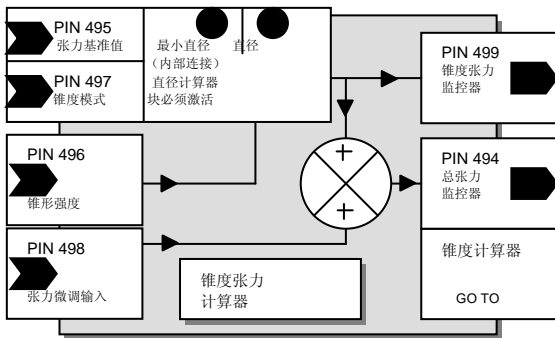 PIN 495
张力基准值
PIN 497
锥度模式
最小直径 直径
（内部连接）
直径计算器
块必须激活
PIN 496
锥形强度
PIN 498
张力微调输入
+
+
锥度张力
计算器
PIN 499
锥度张力
监控器
PIN 494
总张力
监控器
锥度计算器
GO TO